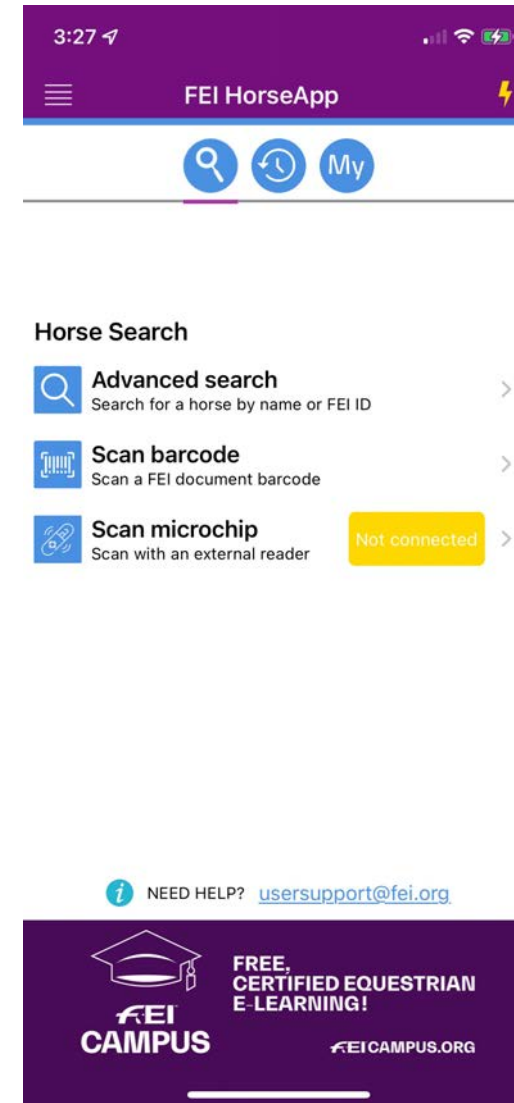 3:27
FEI HorseApp
My
Horse Search
Advanced search
Search for a horse by name or FEI ID
Scan barcode
Scan a FEI document barcode
Scan microchip
Scan with an external reader
Not connected
NEED HELP? usersupport@fei.org
FREE,
CERTIFIED EQUESTRIAN
E-LEARNING!
FEI
CAMPUS
FEICAMPUS.ORG